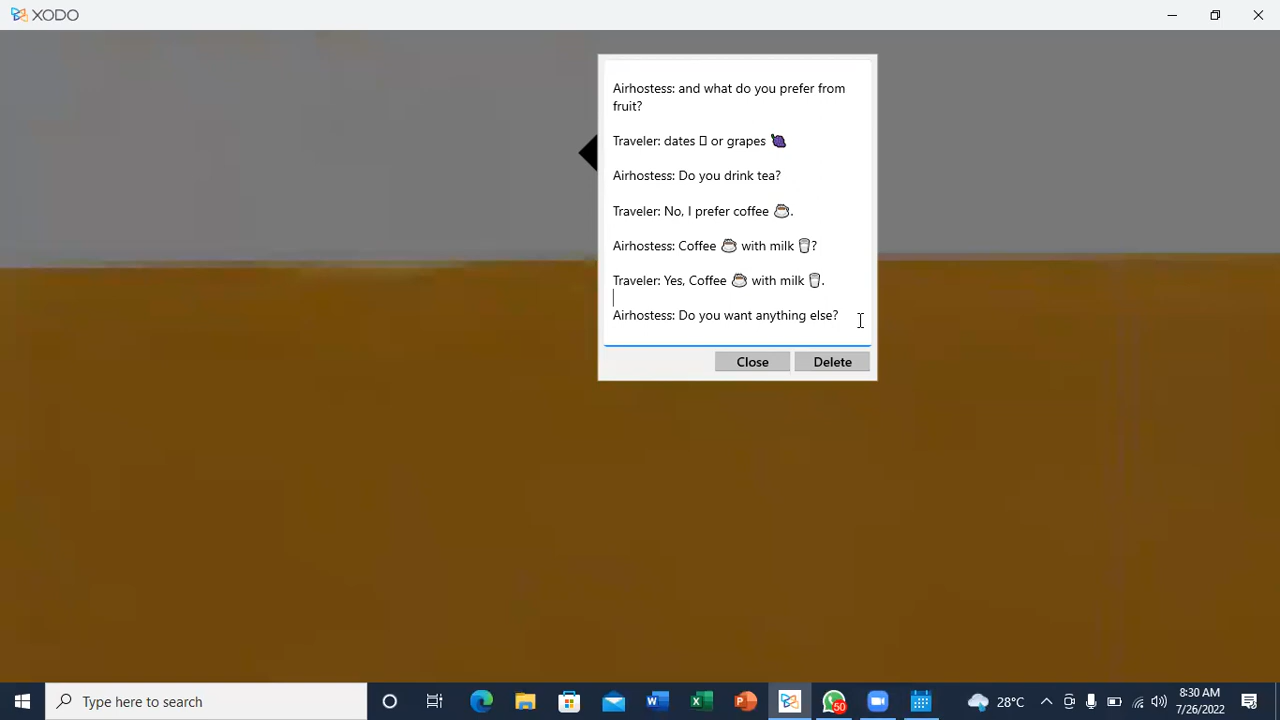 XODO
Airhostess: and what do you prefer from
fruit?
Traveler: dates ▯ or grapes 🍇
Airhostess: Do you drink tea?
Traveler: No, I prefer coffee ☕.
Airhostess: Coffee ☕ with milk 🥛?
Traveler: Yes, Coffee ☕ with milk 🥛.
Airhostess: Do you want anything else?
Close Delete
Type here to search
50
28°C
8:30 AM
7/26/2022